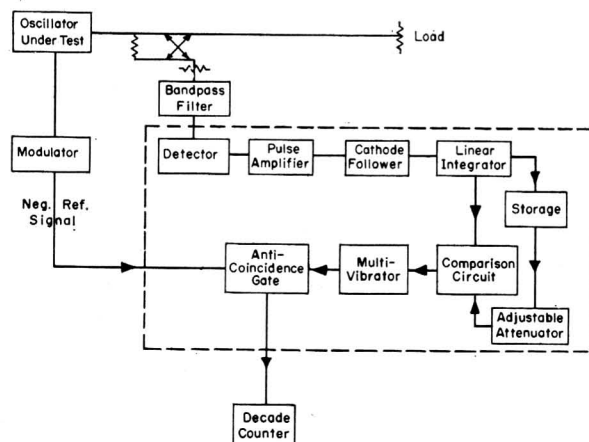 Oscillator
Under Test
Load
Bandpass
Filter
Modulator
Detector
Pulse
Amplifier
Cathode
Follower
Linear
Integrator
Neg. Ref.
Signal
Storage
Anti-
Coincidence
Gate
Multi-
Vibrator
Comparison
Circuit
Adjustable
Attenuator
Decade
Counter